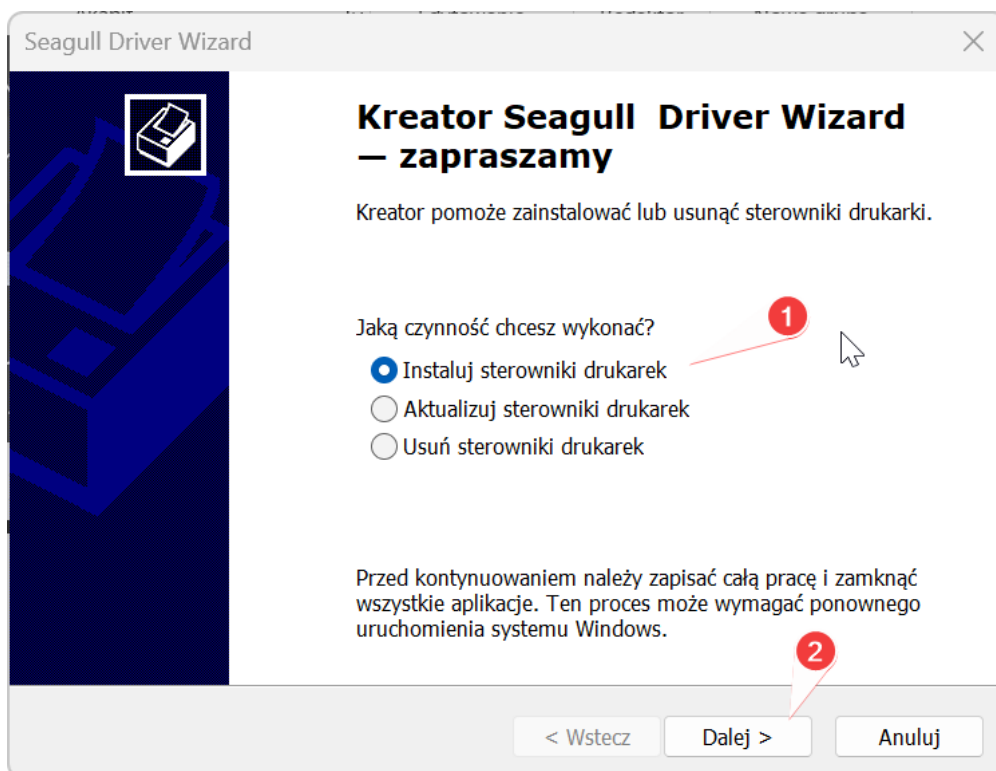 Seagull Driver Wizard
Kreator Seagull Driver Wizard
— zapraszamy
Kreator pomoże zainstalować lub usunąć sterowniki drukarki.
Jaką czynność chcesz wykonać?
1
Instaluj sterowniki drukarek
Aktualizuj sterowniki drukarek
Usuń sterowniki drukarek
Przed kontynuowaniem należy zapisać całą pracę i zamknąć
wszystkie aplikacje. Ten proces może wymagać ponownego
uruchomienia systemu Windows.
2
< Wstecz Dalej > Anuluj